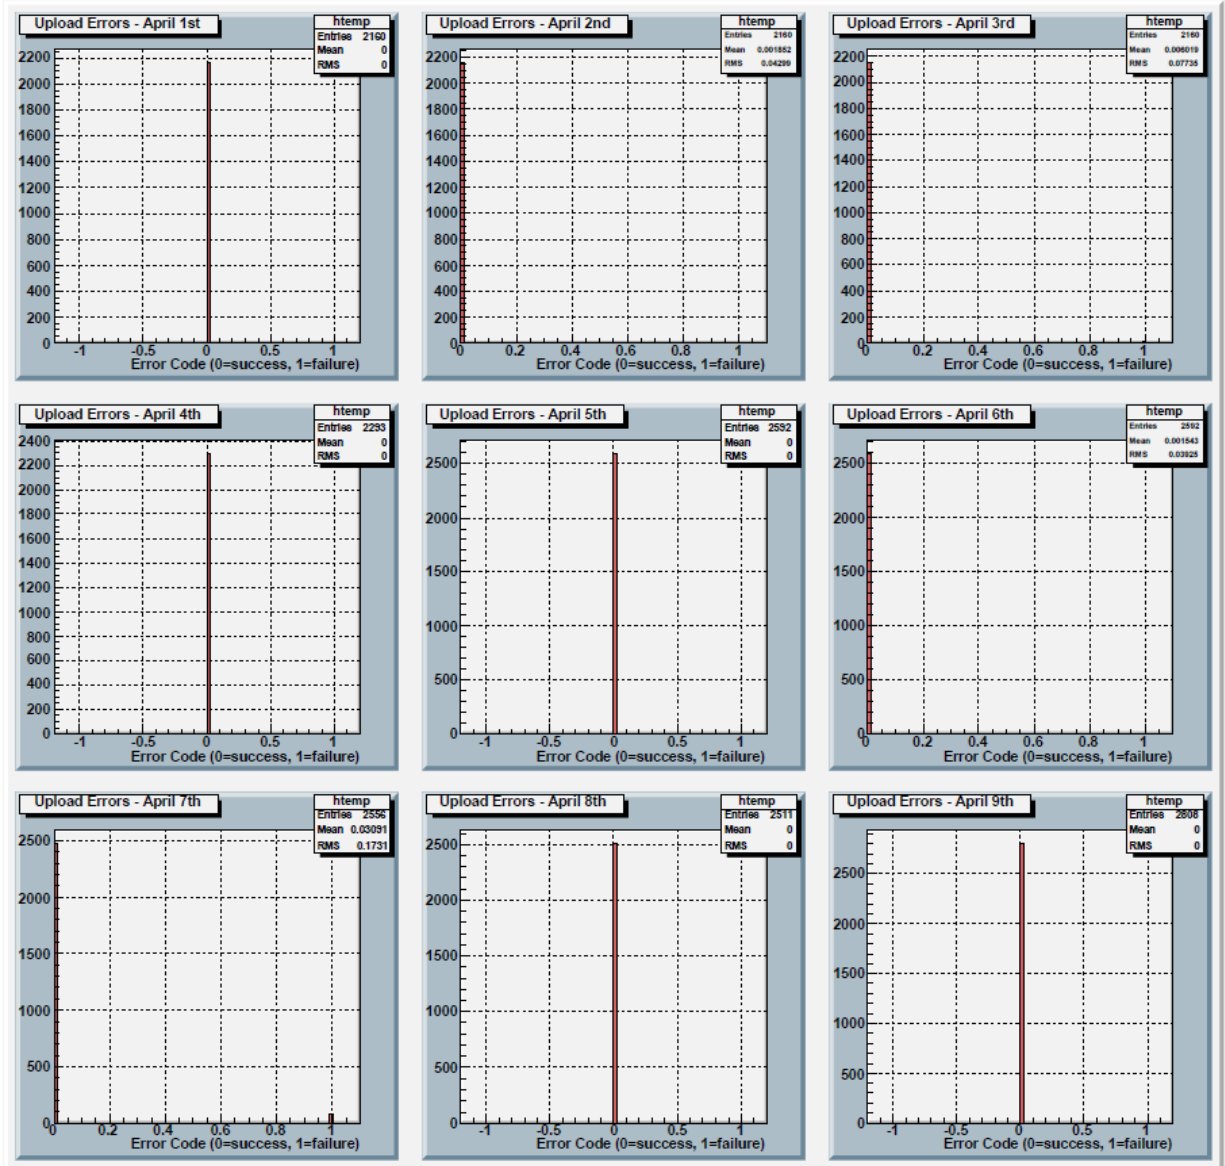 Upload Errors - April 1st
htemp
Entries 2160
Mean 0
RMS 0
2200
2000
1800
1600
1400
1200
1000
800
600
400
200
0
-1 -0.5 0 0.5 1
Error Code (0=success, 1=failure)
Upload Errors - April 2nd
htemp
Entries 2160
Mean 0.001852
RMS 0.04299
2200
2000
1800
1600
1400
1200
1000
800
600
400
200
0
0 0.2 0.4 0.6 0.8 1
Error Code (0=success, 1=failure)
Upload Errors - April 3rd
htemp
Entries 2160
Mean 0.006019
RMS 0.07735
2200
2000
1800
1600
1400
1200
1000
800
600
400
200
0
0 0.2 0.4 0.6 0.8 1
Error Code (0=success, 1=failure)
Upload Errors - April 4th
htemp
Entries 2293
Mean 0
RMS 0
2400
2200
2000
1800
1600
1400
1200
1000
800
600
400
200
0
-1 -0.5 0 0.5 1
Error Code (0=success, 1=failure)
Upload Errors - April 5th
htemp
Entries 2592
Mean 0
RMS 0
2500
2000
1500
1000
500
0
-1 -0.5 0 0.5 1
Error Code (0=success, 1=failure)
Upload Errors - April 6th
htemp
Entries 2592
Mean 0.001543
RMS 0.03925
2500
2000
1500
1000
500
0
0 0.2 0.4 0.6 0.8 1
Error Code (0=success, 1=failure)
Upload Errors - April 7th
htemp
Entries 2556
Mean 0.03091
RMS 0.1731
2500
2000
1500
1000
500
0
0 0.2 0.4 0.6 0.8 1
Error Code (0=success, 1=failure)
Upload Errors - April 8th
htemp
Entries 2511
Mean 0
RMS 0
2500
2000
1500
1000
500
0
-1 -0.5 0 0.5 1
Error Code (0=success, 1=failure)
Upload Errors - April 9th
htemp
Entries 2808
Mean 0
RMS 0
2500
2000
1500
1000
500
0
-1 -0.5 0 0.5 1
Error Code (0=success, 1=failure)